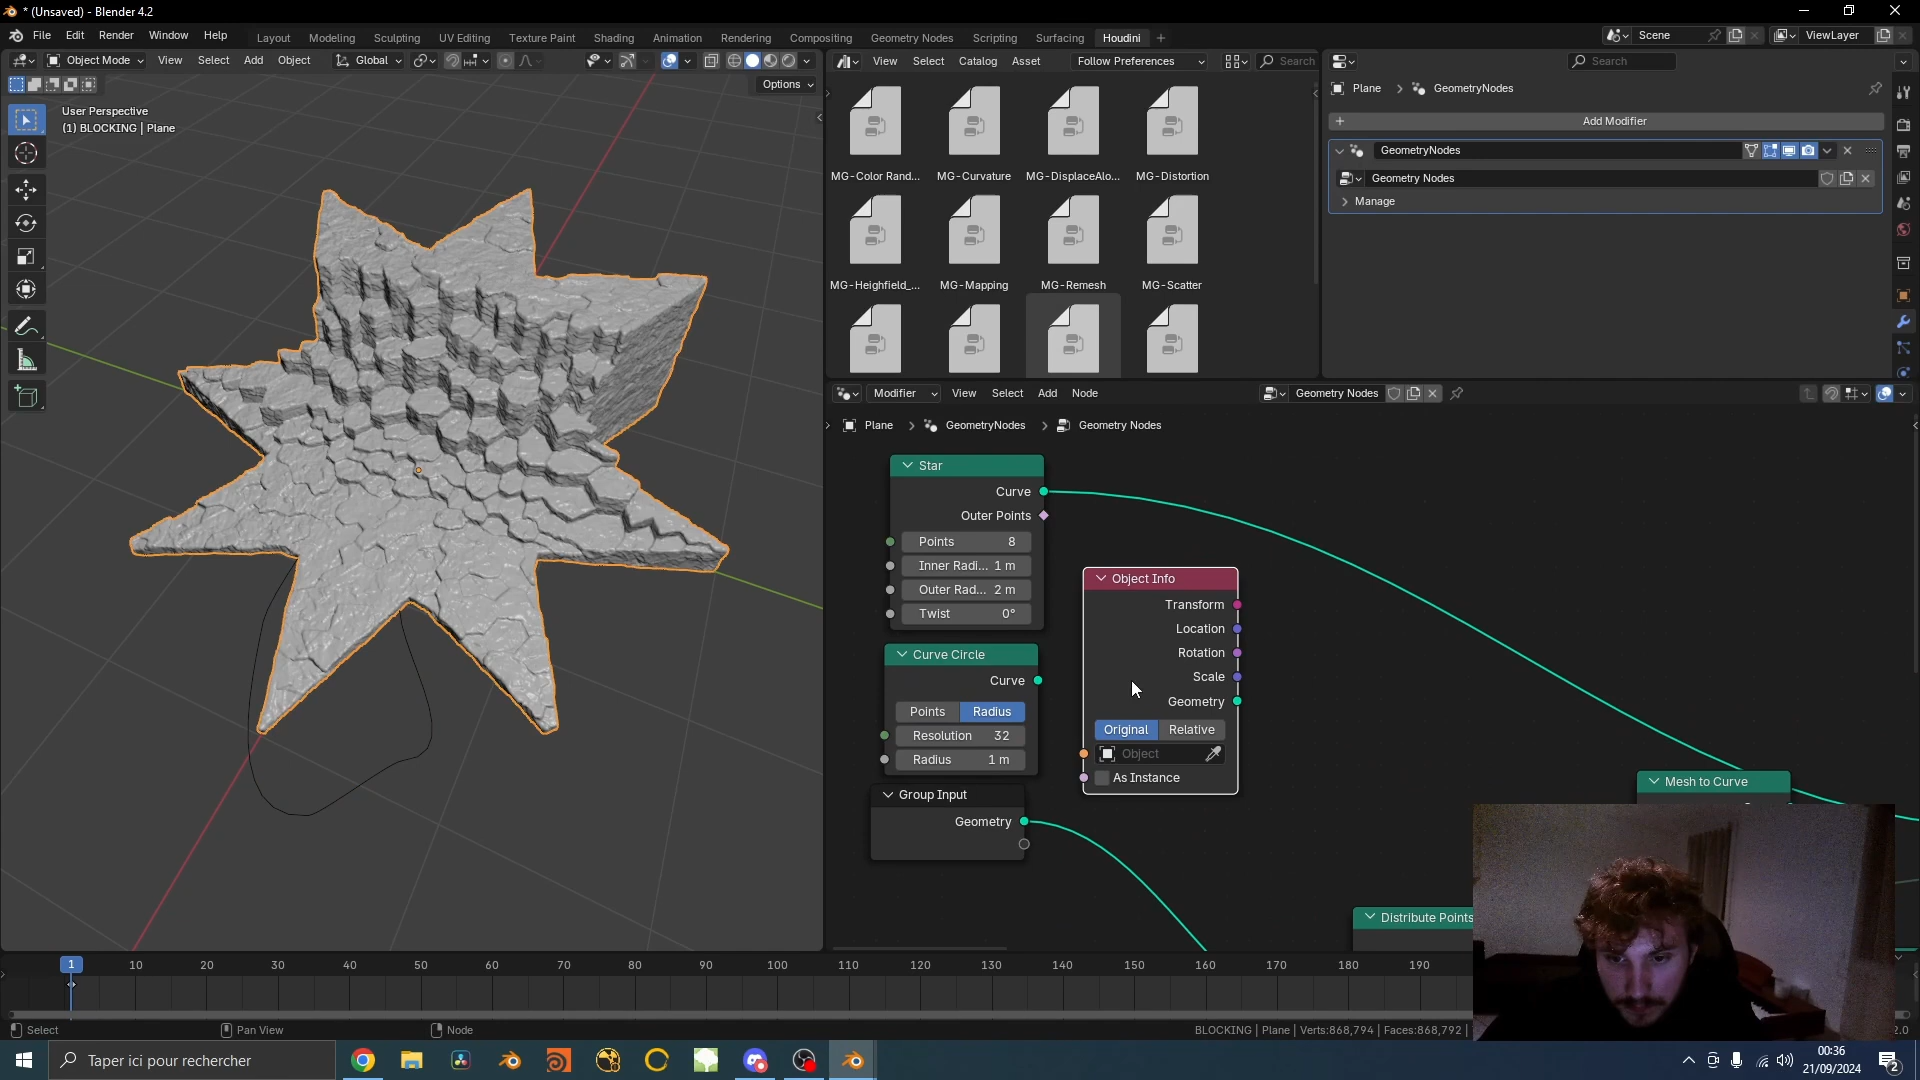 * (Unsaved) - Blender 4.2
File Edit Render Window Help
Layout Modeling Sculpting UV Editing Texture Paint Shading Animation Rendering Compositing Geometry Nodes Scripting Surfacing Houdini
Scene
ViewLayer
Object Mode View Select Add Object Global
Options
User Perspective
(1) BLOCKING | Plane
View Select Catalog Asset Follow Preferences Search
MG-Color Rand... MG-Curvature MG-DisplaceAlo... MG-Distortion
MG-Heighfield_... MG-Mapping MG-Remesh MG-Scatter
Search
Plane GeometryNodes
Add Modifier
GeometryNodes
Geometry Nodes
Manage
Modifier View Select Add Node Geometry Nodes
Plane GeometryNodes Geometry Nodes
Star
Curve
Outer Points
Points 8
Inner Radi... 1 m
Outer Rad... 2 m
Twist 0°
Curve Circle
Curve
Points Radius
Resolution 32
Radius 1 m
Group Input
Geometry
Object Info
Transform
Location
Rotation
Scale
Geometry
Original Relative
Object
As Instance
Mesh to Curve
Distribute Points
1 10 20 30 40 50 60 70 80 90 100 110 120 130 140 150 160 170 180 190
Select Pan View Node BLOCKING | Plane | Verts:868,794 | Faces:868,792 |
Taper ici pour rechercher
00:36
21/09/2024
2